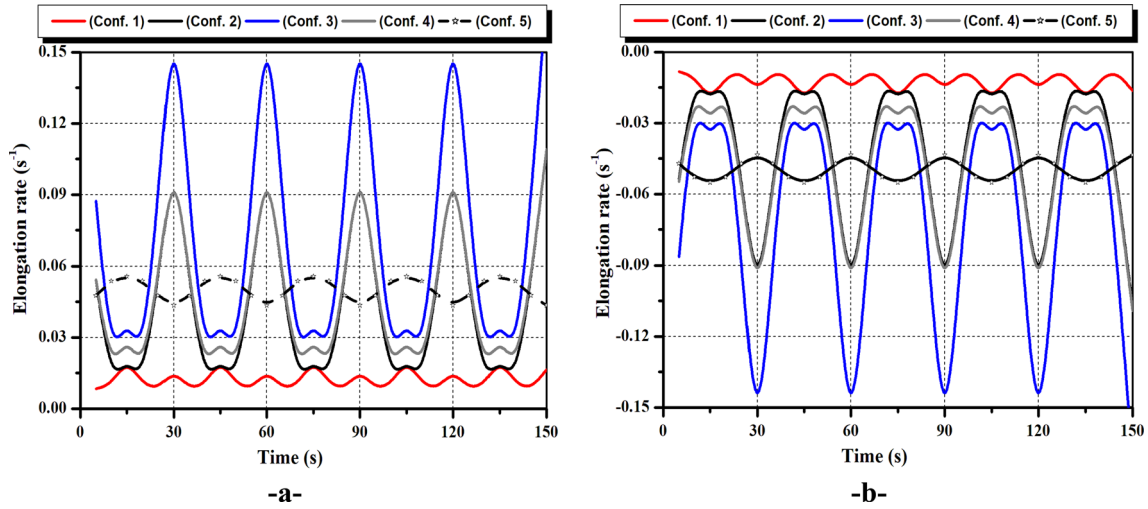 (Conf. 1) (Conf. 2) (Conf. 3) (Conf. 4) (Conf. 5)
0.15
0.12
0.09
0.06
0.03
0.00
Elongation rate (s⁻¹)
0 30 60 90 120 150
Time (s)
-a-
(Conf. 1) (Conf. 2) (Conf. 3) (Conf. 4) (Conf. 5)
0.00
-0.03
-0.06
-0.09
-0.12
-0.15
Elongation rate (s⁻¹)
0 30 60 90 120 150
Time (s)
-b-